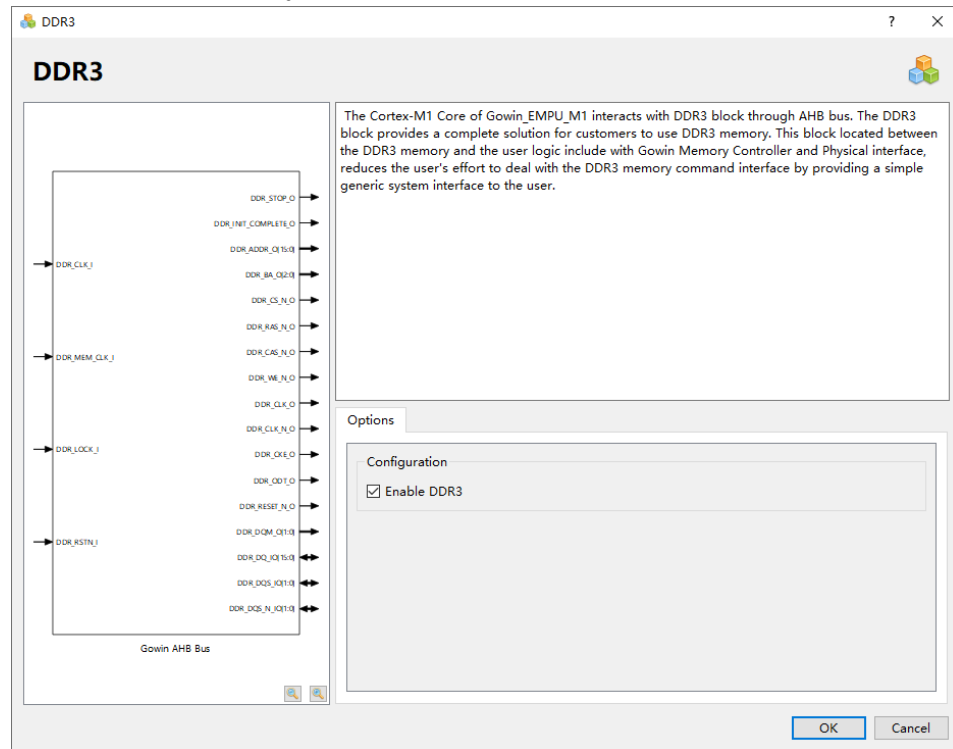 DDR3
?
DDR3
The Cortex-M1 Core of Gowin_EMPU_M1 interacts with DDR3 block through AHB bus. The DDR3
block provides a complete solution for customers to use DDR3 memory. This block located between
the DDR3 memory and the user logic include with Gowin Memory Controller and Physical interface,
reduces the user's effort to deal with the DDR3 memory command interface by providing a simple
generic system interface to the user.
DDR_CLK_I
DDR_MEM_CLK_I
DDR_LOCK_I
DDR_RSTN_I
DDR_STOP_O
DDR_INIT_COMPLETE_O
DDR_ADDR_O[15:0]
DDR_BA_O[2:0]
DDR_CS_N_O
DDR_RAS_N_O
DDR_CAS_N_O
DDR_WE_N_O
DDR_CLK_O
DDR_CLK_N_O
DDR_CKE_O
DDR_ODT_O
DDR_RESET_N_O
DDR_DQM_O[1:0]
DDR_DQ_IO[15:0]
DDR_DQS_IO[1:0]
DDR_DQS_N_IO[1:0]
Gowin AHB Bus
Options
Configuration
Enable DDR3
OK
Cancel